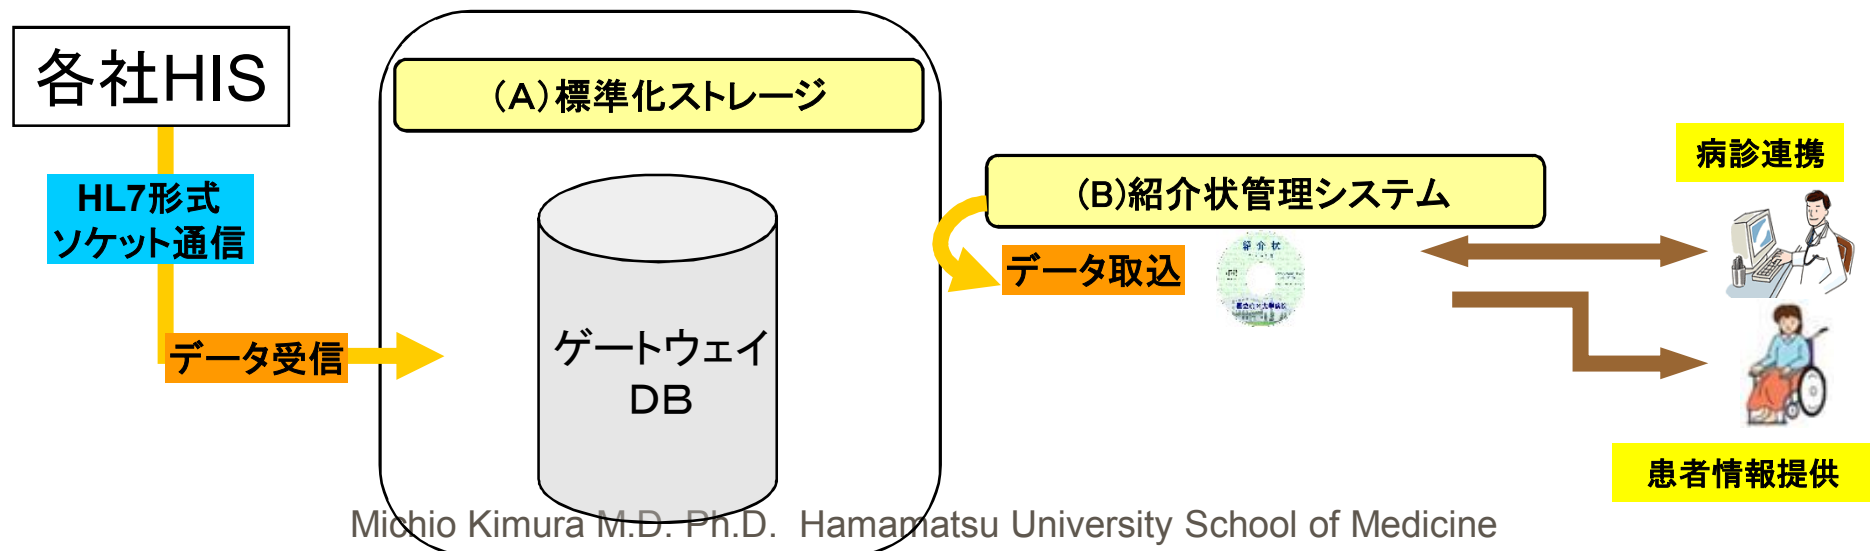 各社HIS
(A)標準化ストレージ
HL7形式
ソケット通信
データ受信
ゲートウェイ
DB
(B)紹介状管理システム
データ取込
紹介状
病診連携
患者情報提供
Michio Kimura M.D. Ph.D. Hamamatsu University School of Medicine